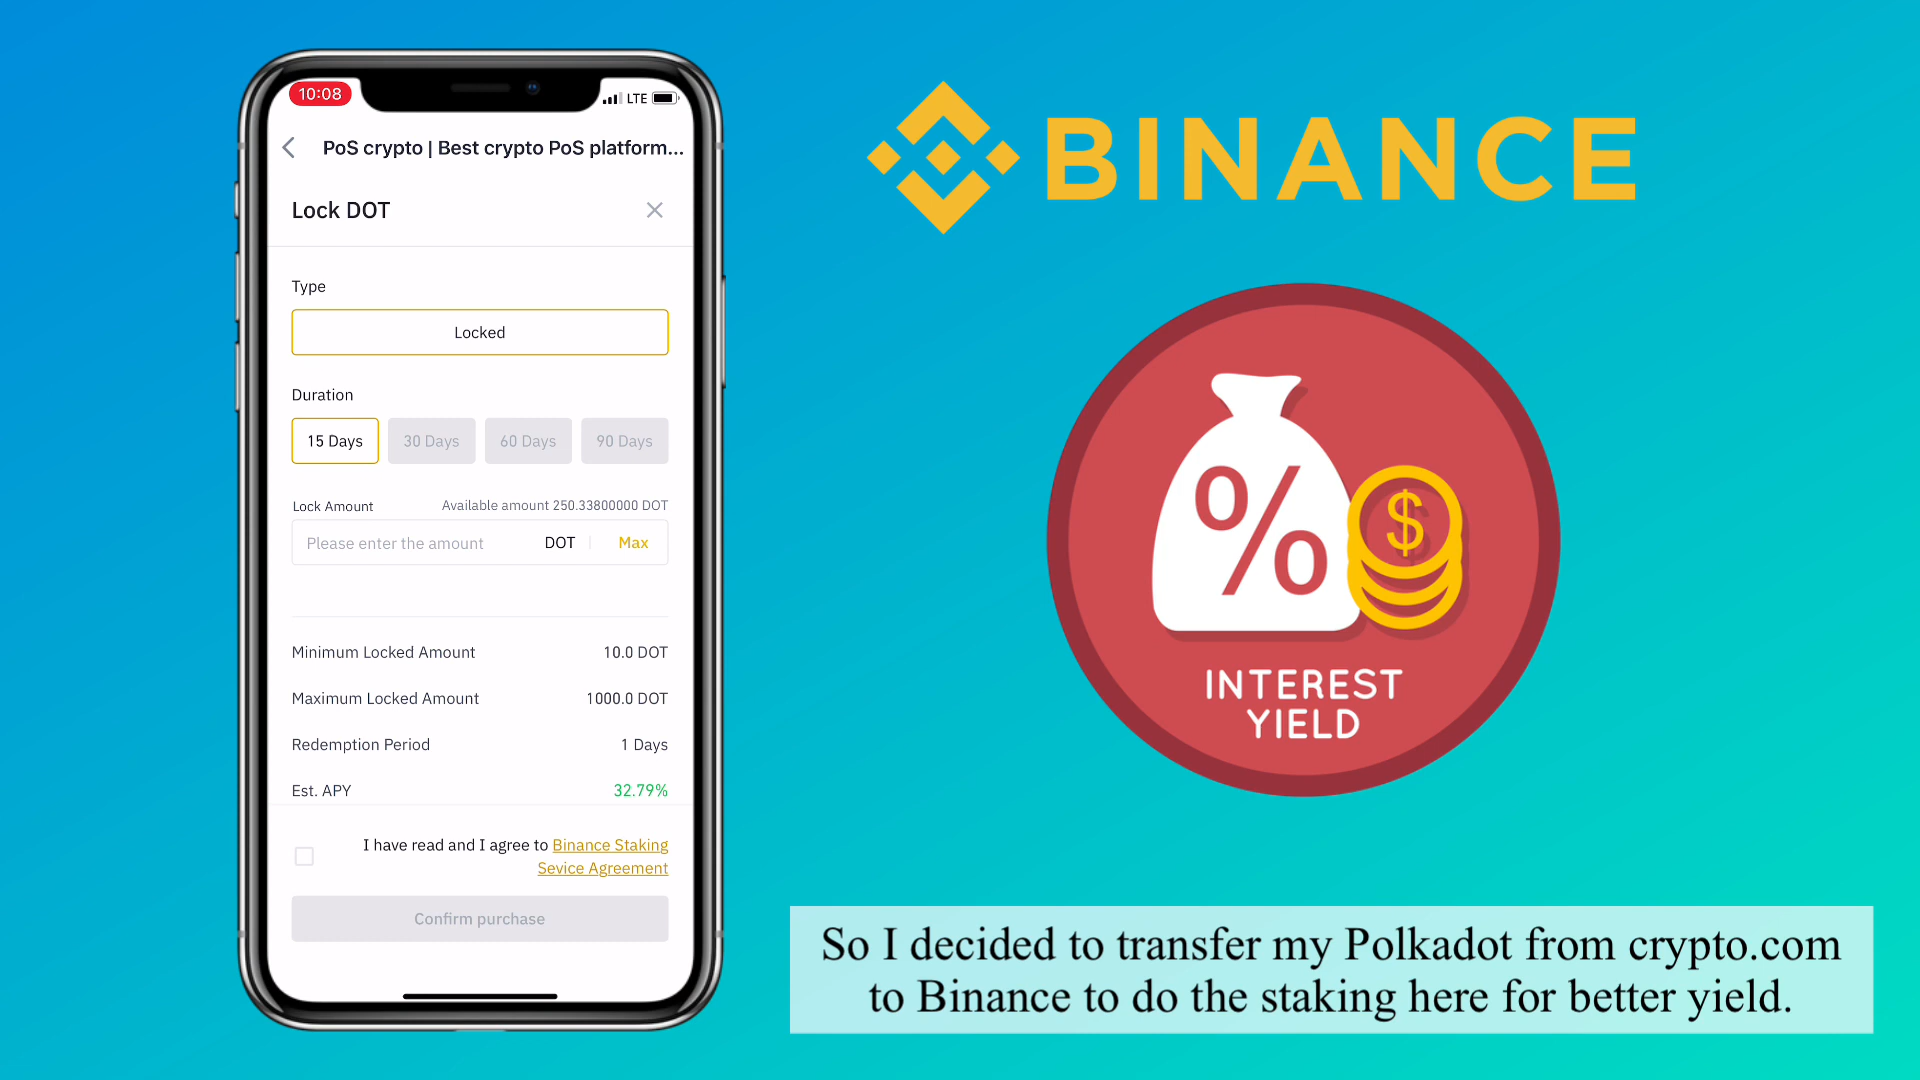 10:08
LTE
PoS crypto | Best crypto PoS platform...
Lock DOT
Type
Locked
Duration
15 Days 30 Days 60 Days 90 Days
Lock Amount Available amount 250.33800000 DOT
Please enter the amount DOT Max
Minimum Locked Amount 10.0 DOT
Maximum Locked Amount 1000.0 DOT
Redemption Period 1 Days
Est. APY 32.79%
I have read and I agree to Binance Staking
Sevice Agreement
Confirm purchase
BINANCE
%
$
INTEREST
YIELD
So I decided to transfer my Polkadot from crypto.com
to Binance to do the staking here for better yield.